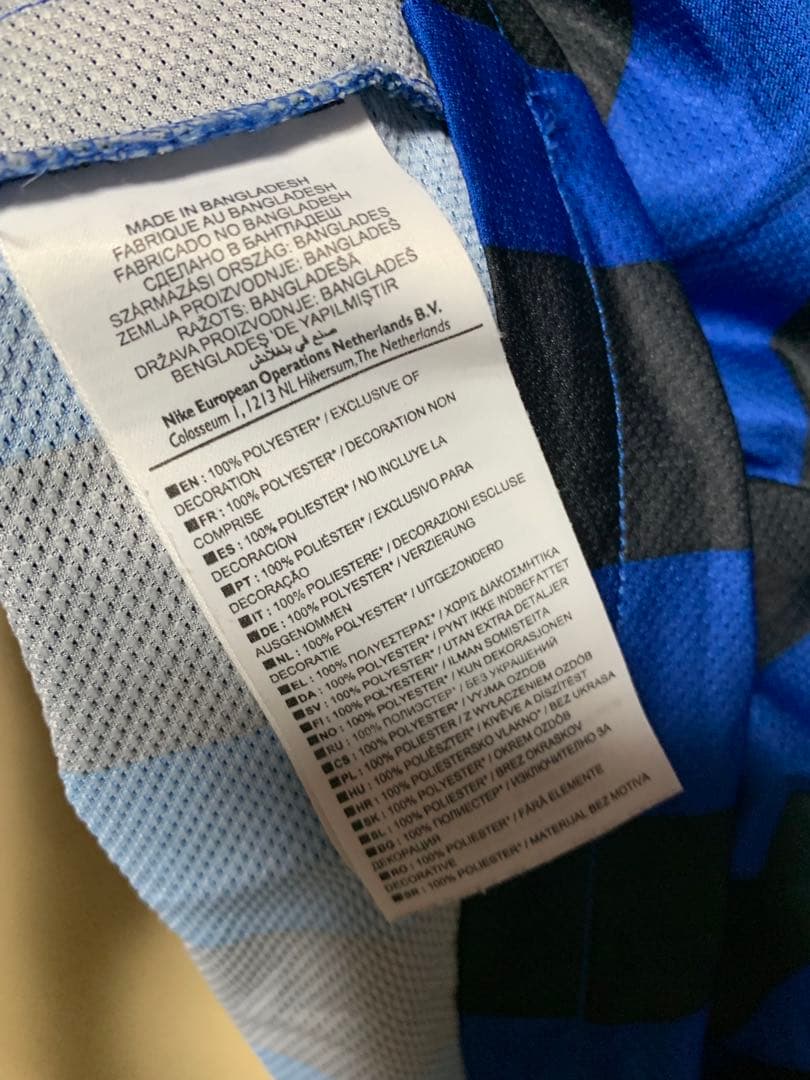 MADE IN BANGLADESH
FABRIQUE AU BANGLADESH
FABRICADO NO BANGLADESH
СДЕЛАНО В БАНГЛАДЕШ
SZÁRMAZÁSI ORSZÁG: BANGLADES
ZEMLJA PROIZVODNJE: BANGLADEŠ
RAŽOTS: BANGLADEŠA
DRŽAVA PROIZVODNJE: BANGLADEŠ
BENGLADEŞ 'DE YAPILMIŞTIR
صنع في بنغلادش
Nike European Operations Netherlands B.V.
Colosseum 1, 1213 NL Hilversum, The Netherlands
EN : 100% POLYESTER* / EXCLUSIVE OF
DECORATION
FR : 100% POLYESTER* / DECORATION NON
COMPRISE
ES : 100% POLIESTER* / NO INCLUYE LA
DECORACION
PT : 100% POLIÉSTER* / EXCLUSIVO PARA
DECORAÇÃO
IT : 100% POLIESTERE* / DECORAZIONI ESCLUSE
DE : 100% POLYESTER* / VERZIERUNG
AUSGENOMMEN
NL : 100% POLYESTER* / UITGEZONDERD
DECORATIE
EL : 100% ΠΟΛΥΕΣΤΕΡΑΣ* / ΧΩΡΙΣ ΔΙΑΚΟΣΜΗΤΙΚΑ
DA : 100% POLYESTER* / PYNT IKKE INDBEFATTET
SV : 100% POLYESTER* / UTAN EXTRA DETALJER
FI : 100% POLYESTERI* / ILMAN SOMISTEITA
NO : 100% POLYESTER* / KUN DEKORASJONEN
RU : 100% ПОЛИЭСТЕР* / БЕЗ УКРАШЕНИЙ
CS : 100% POLYESTER* / VYJMA OZDOB
PL : 100% POLIESTER* / Z WYŁĄCZENIEM OZDÓB
HU : 100% POLIÉSZTER* / KIVÉVE A DÍSZÍTÉST
HR : 100% POLIESTERSKO VLAKNO* / BEZ UKRASA
SK : 100% POLYESTER* / OKREM OZDÔB
SL : 100% POLIESTER* / BREZ OKRASKOV
BG : 100% ПОЛИЕСТЕР* / ИЗКЛЮЧИТЕЛНО ЗА
ДЕКОРАЦИЯ
RO : 100% POLIESTER* / FĂRĂ ELEMENTE
DECORATIVE
SR : 100% POLIESTER* / MATERIJAL BEZ MOTIVA